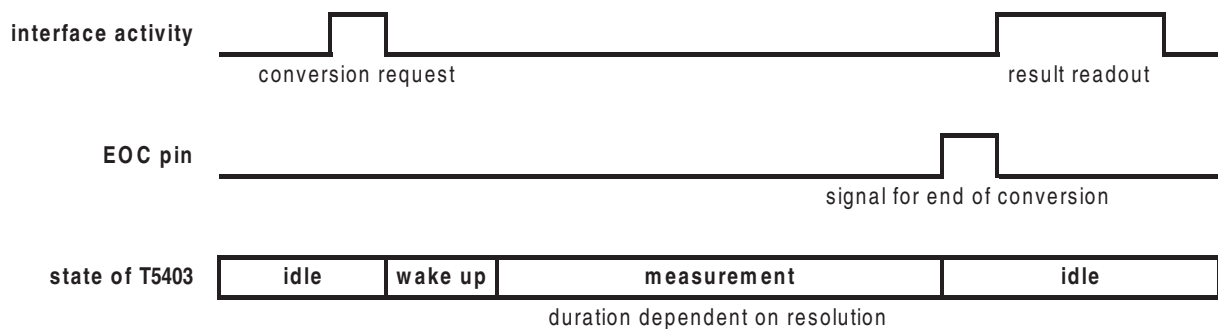 interface activity
conversion request
result readout
EOC pin
signal for end of conversion
state of T5403
idle
wake up
measurement
idle
duration dependent on resolution